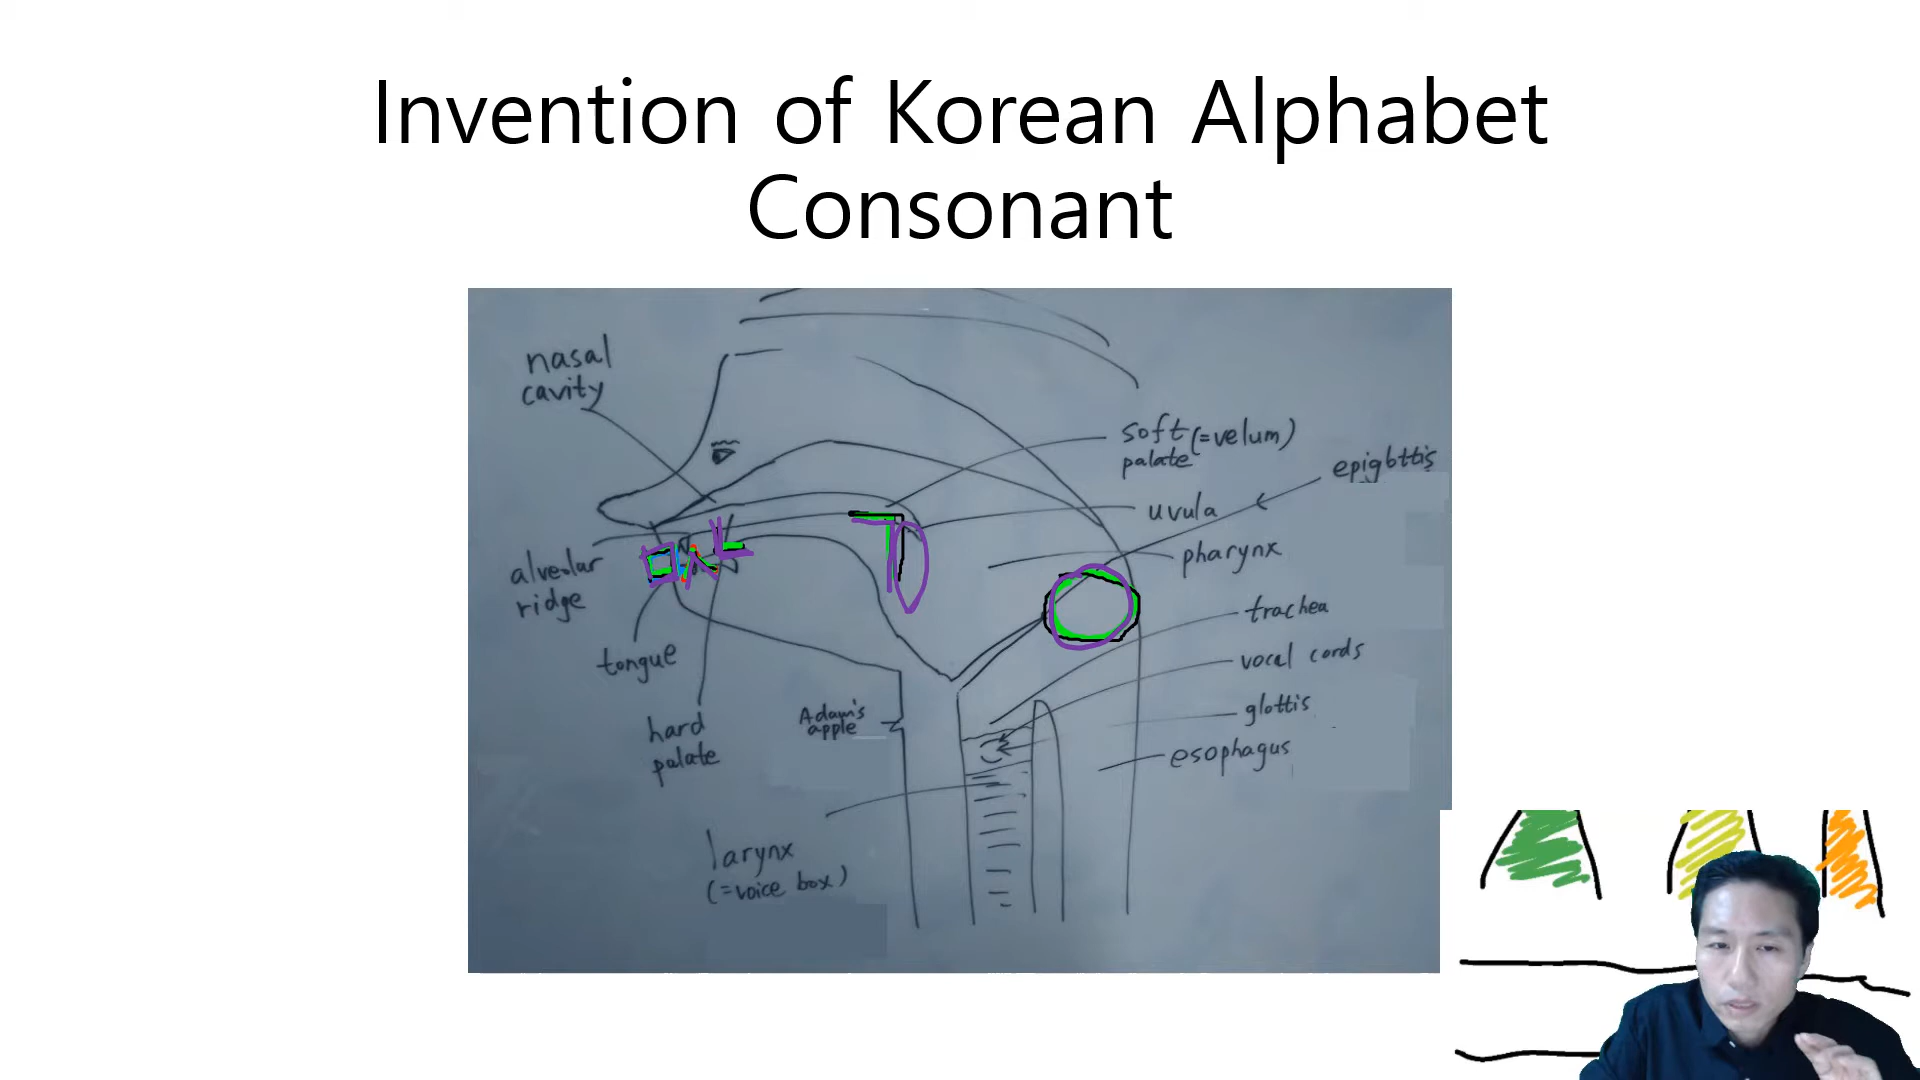 Invention of Korean Alphabet
Consonant
nasal
cavity
soft (=velum)
palate
epiglottis
uvula
pharynx
alveolar
ridge
ㅁㅅㄴ
ㄱ
ㅇ
trachea
tongue
vocal cords
hard
palate
Adam's
apple
glottis
esophagus
larynx
(=voice box)